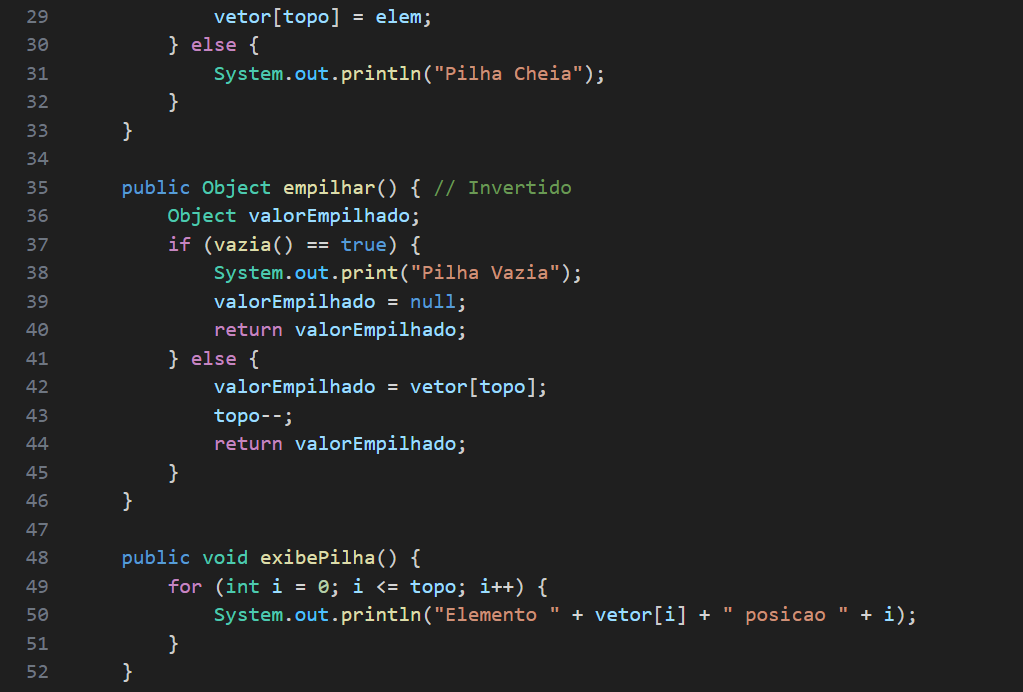 29 vetor[topo] = elem;
30 } else {
31 System.out.println("Pilha Cheia");
32 }
33 }
34
35 public Object empilhar() { // Invertido
36 Object valorEmpilhado;
37 if (vazia() == true) {
38 System.out.print("Pilha Vazia");
39 valorEmpilhado = null;
40 return valorEmpilhado;
41 } else {
42 valorEmpilhado = vetor[topo];
43 topo--;
44 return valorEmpilhado;
45 }
46 }
47
48 public void exibePilha() {
49 for (int i = 0; i <= topo; i++) {
50 System.out.println("Elemento " + vetor[i] + " posicao " + i);
51 }
52 }